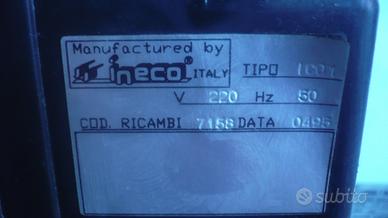 Manufactured by
ineco® ITALY TIPO
V 220 Hz 50
COD. RICAMBI 7158 DATA 0495
subito